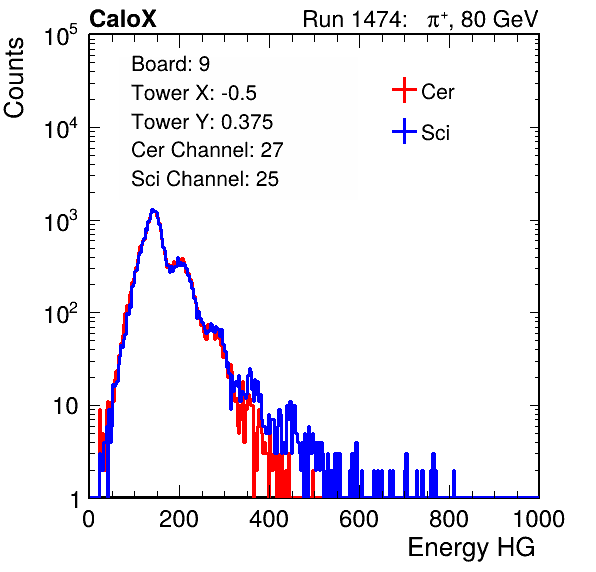 CaloX Run 1474: π⁺, 80 GeV
Counts
10⁵
10⁴
10³
10²
10
1
Board: 9
Tower X: -0.5
Tower Y: 0.375
Cer Channel: 27
Sci Channel: 25
Cer
Sci
0 200 400 600 800 1000
Energy HG